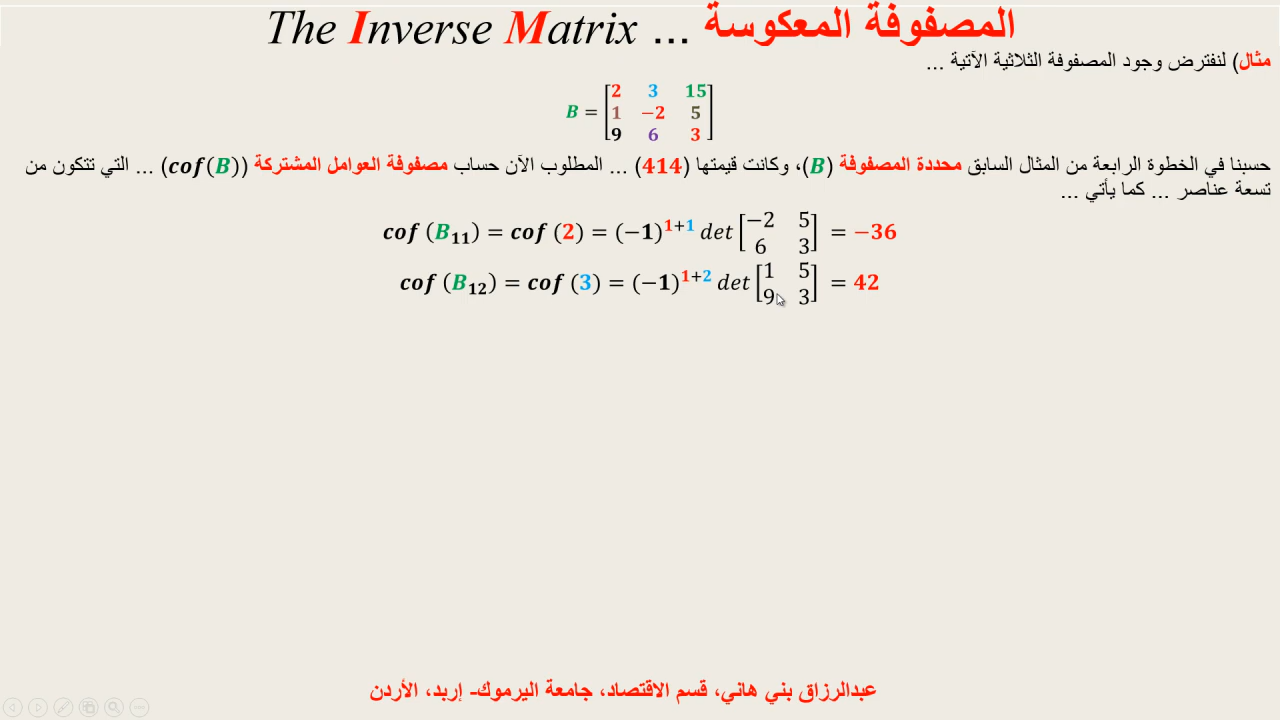 المصفوفة المعكوسة ... The Inverse Matrix
مثال) لنفترض وجود المصفوفة الثلاثية الآتية ...
B = [2 3 15
1 −2 5
9 6 3]
حسبنا في الخطوة الرابعة من المثال السابق محددة المصفوفة (B)، وكانت قيمتها (414) ... المطلوب الآن حساب مصفوفة العوامل المشتركة (cof(B)) ... التي تتكون من
تسعة عناصر ... كما يأتي ...
cof (B₁₁) = cof (2) = (−1)¹⁺¹ det [−2 5
6 3] = −36
cof (B₁₂) = cof (3) = (−1)¹⁺² det [1 5
9 3] = 42
عبدالرزاق بني هاني، قسم الاقتصاد، جامعة اليرموك- إربد، الأردن